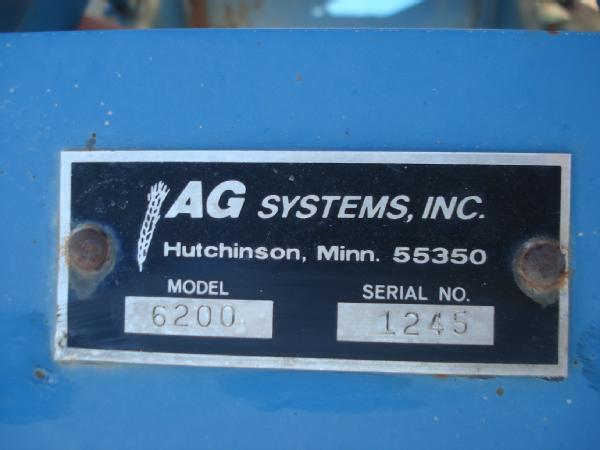 AG SYSTEMS, INC.
Hutchinson, Minn. 55350
MODEL SERIAL NO.
6200 1245